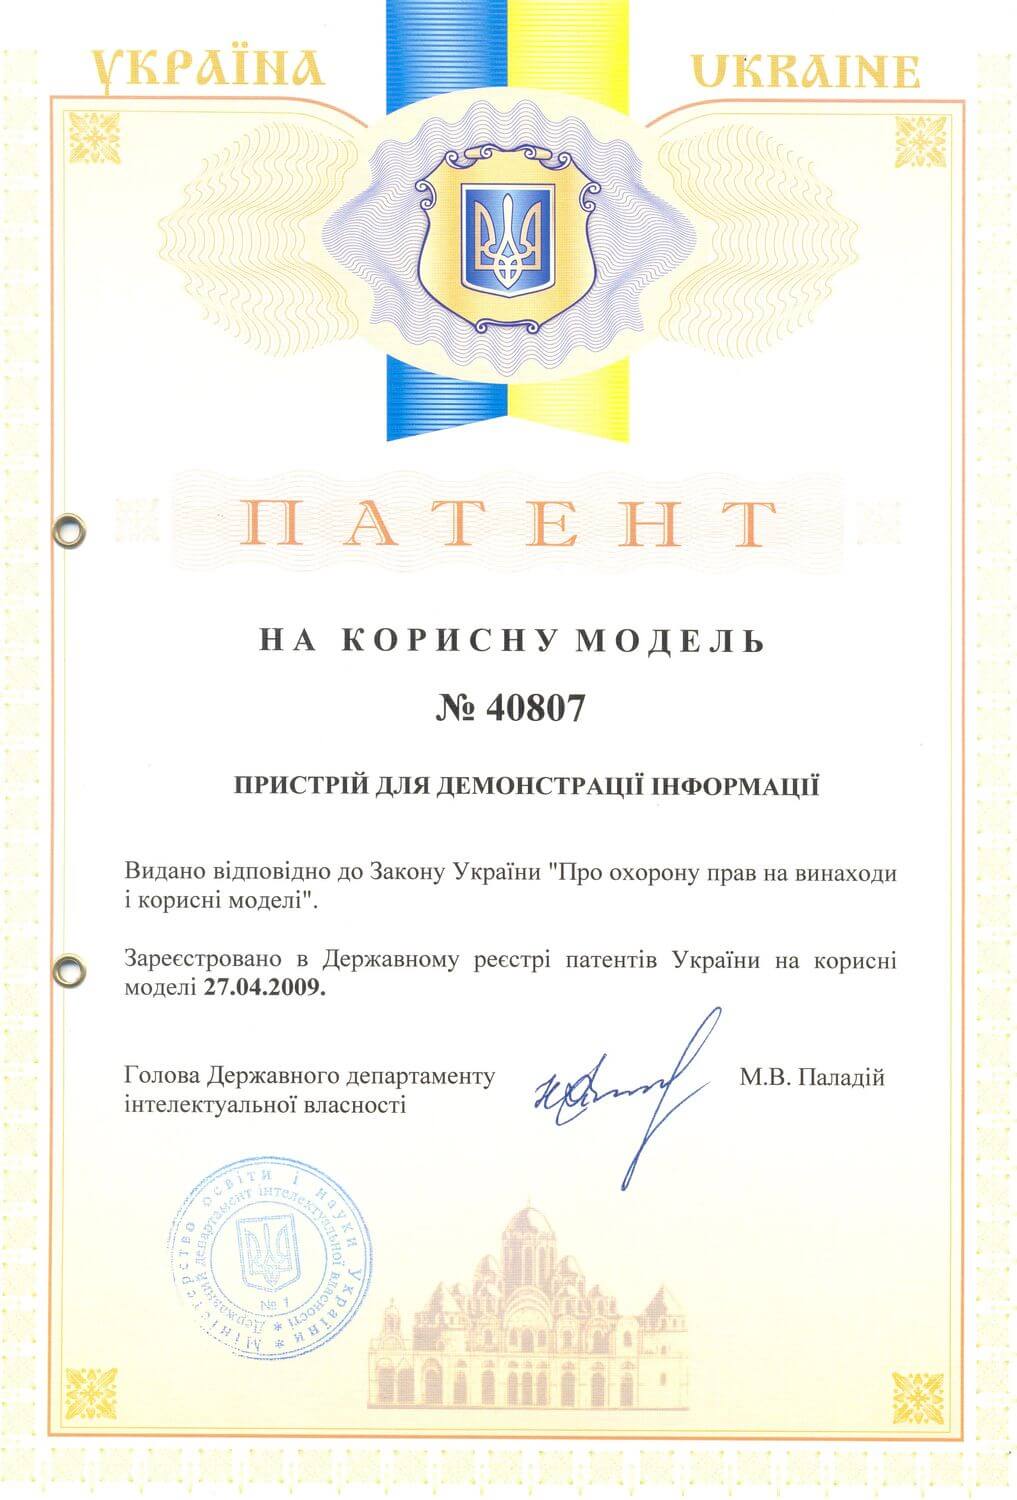 УКРАЇНА
UKRAINE
ПАТЕНТ
НА КОРИСНУ МОДЕЛЬ
№ 40807
ПРИСТРІЙ ДЛЯ ДЕМОНСТРАЦІЇ ІНФОРМАЦІЇ
Видано відповідно до Закону України "Про охорону прав на винаходи
і корисні моделі".
Зареєстровано в Державному реєстрі патентів України на корисні
моделі 27.04.2009.
Голова Державного департаменту
інтелектуальної власності
М.В. Паладій
Міністерство освіти і науки України *
Державний департамент інтелектуальної власності *
№ 1